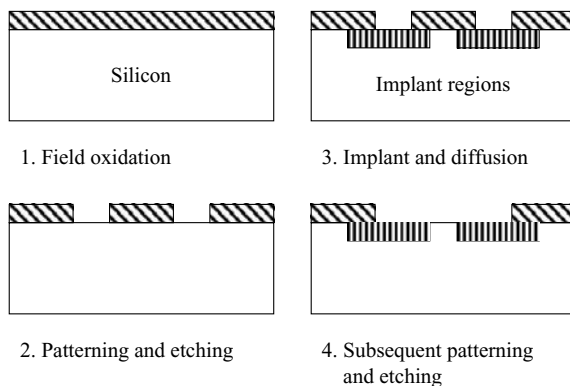 Silicon
1. Field oxidation
2. Patterning and etching
Implant regions
3. Implant and diffusion
4. Subsequent patterning
and etching